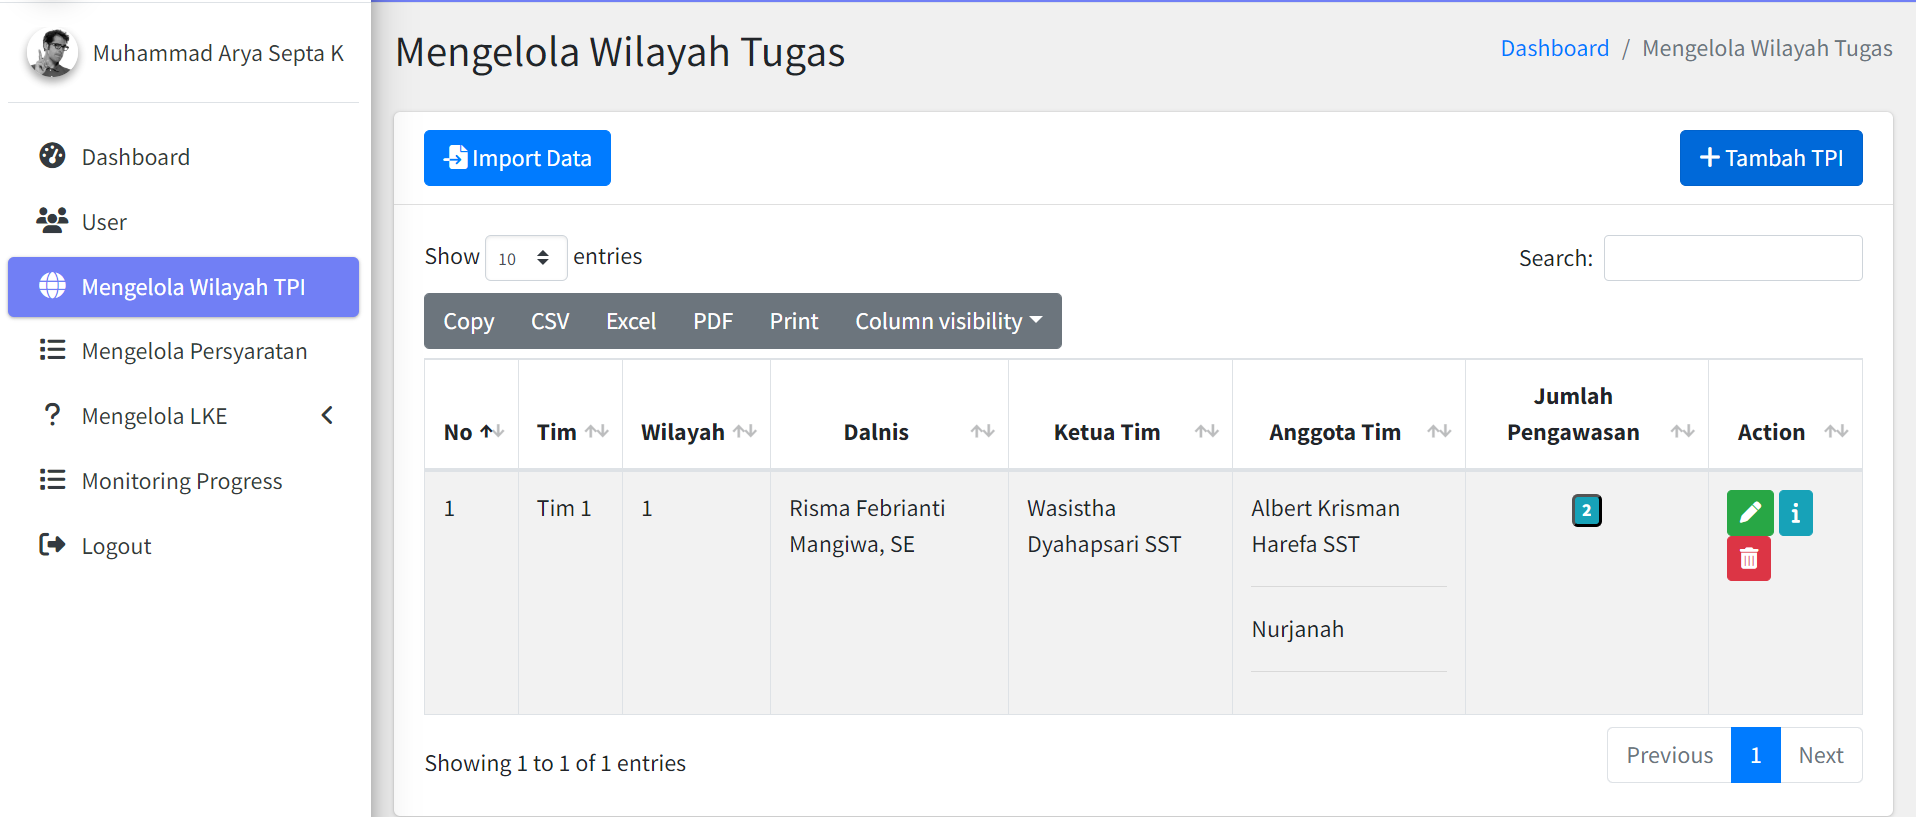 Muhammad Arya Septa K
Dashboard
User
Mengelola Wilayah TPI
Mengelola Persyaratan
Mengelola LKE
Monitoring Progress
Logout
Mengelola Wilayah Tugas
Dashboard / Mengelola Wilayah Tugas
Import Data
Tambah TPI
Show 10 entries
Search:
Copy CSV Excel PDF Print Column visibility
No Tim Wilayah Dalnis Ketua Tim Anggota Tim Jumlah Pengawasan Action
1 Tim 1 1 Risma Febrianti Mangiwa, SE Wasistha Dyahapsari SST Albert Krisman Harefa SST 2
Nurjanah
Showing 1 to 1 of 1 entries
Previous 1 Next